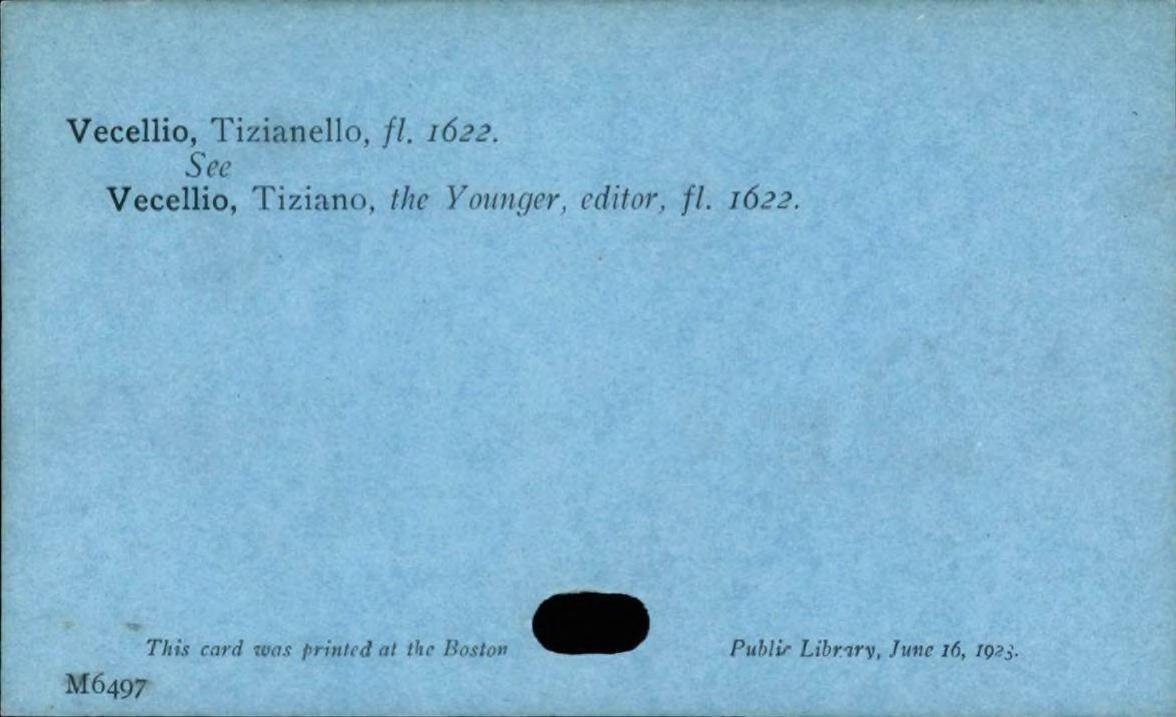 Vecellio, Tizianello, fl. 1622.
See
Vecellio, Tiziano, the Younger, editor, fl. 1622.
This card was printed at the Boston Public Library, June 16, 1923.
M6497